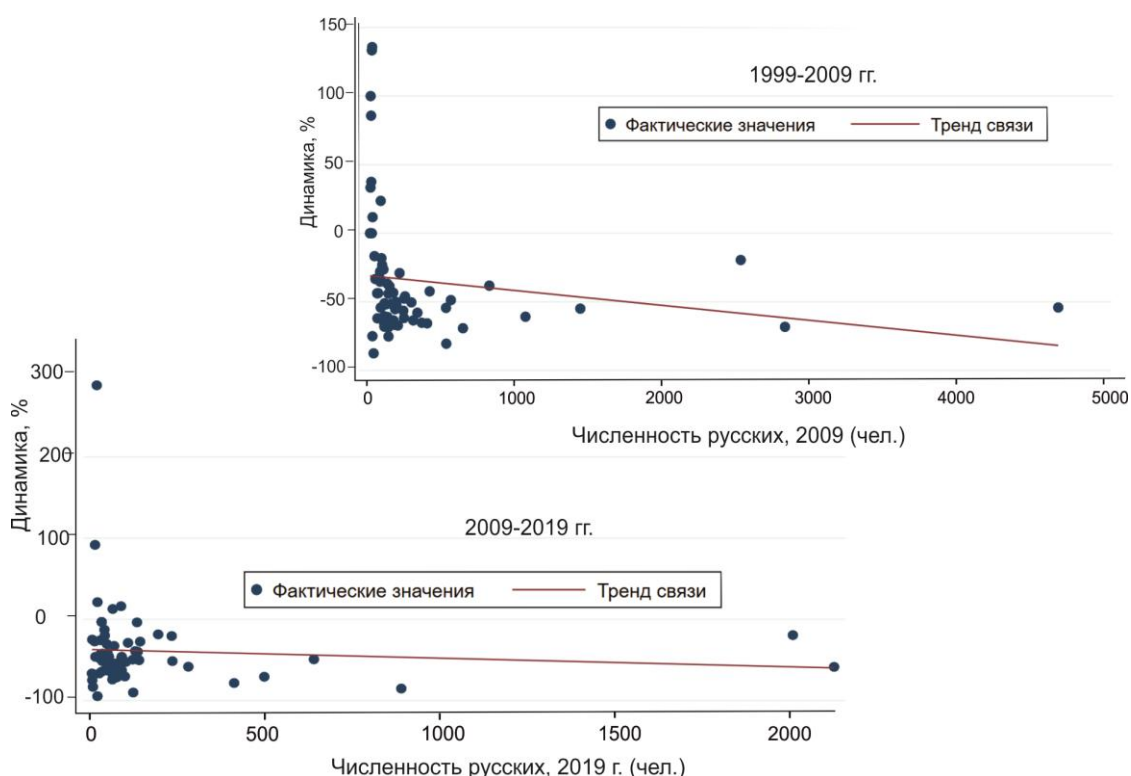 150
1999-2009 гг.
100
Фактические значения Тренд связи
50
Динамика, %
0
-50
-100
0 1000 2000 3000 4000 5000
Численность русских, 2009 (чел.)
300
200
Динамика, %
2009-2019 гг.
100
Фактические значения Тренд связи
0
-100
0 500 1000 1500 2000
Численность русских, 2019 г. (чел.)